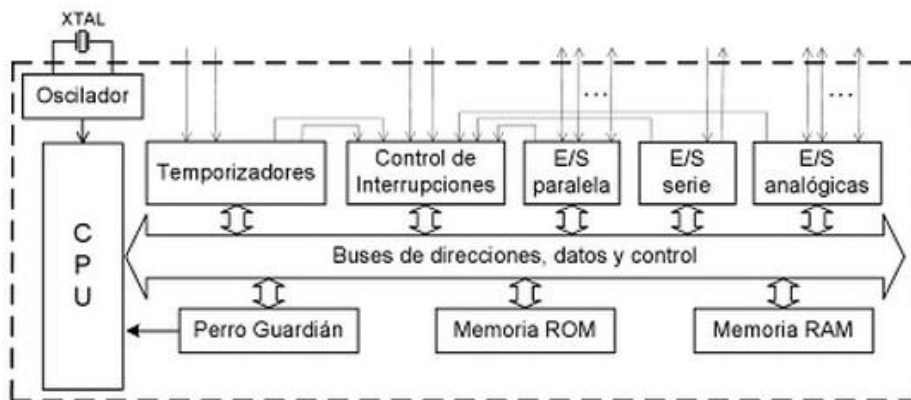 XTAL
Oscilador
CPU
Temporizadores
Control de
Interrupciones
E/S
paralela
E/S
serie
E/S
analógicas
Buses de direcciones, datos y control
Perro Guardián
Memoria ROM
Memoria RAM